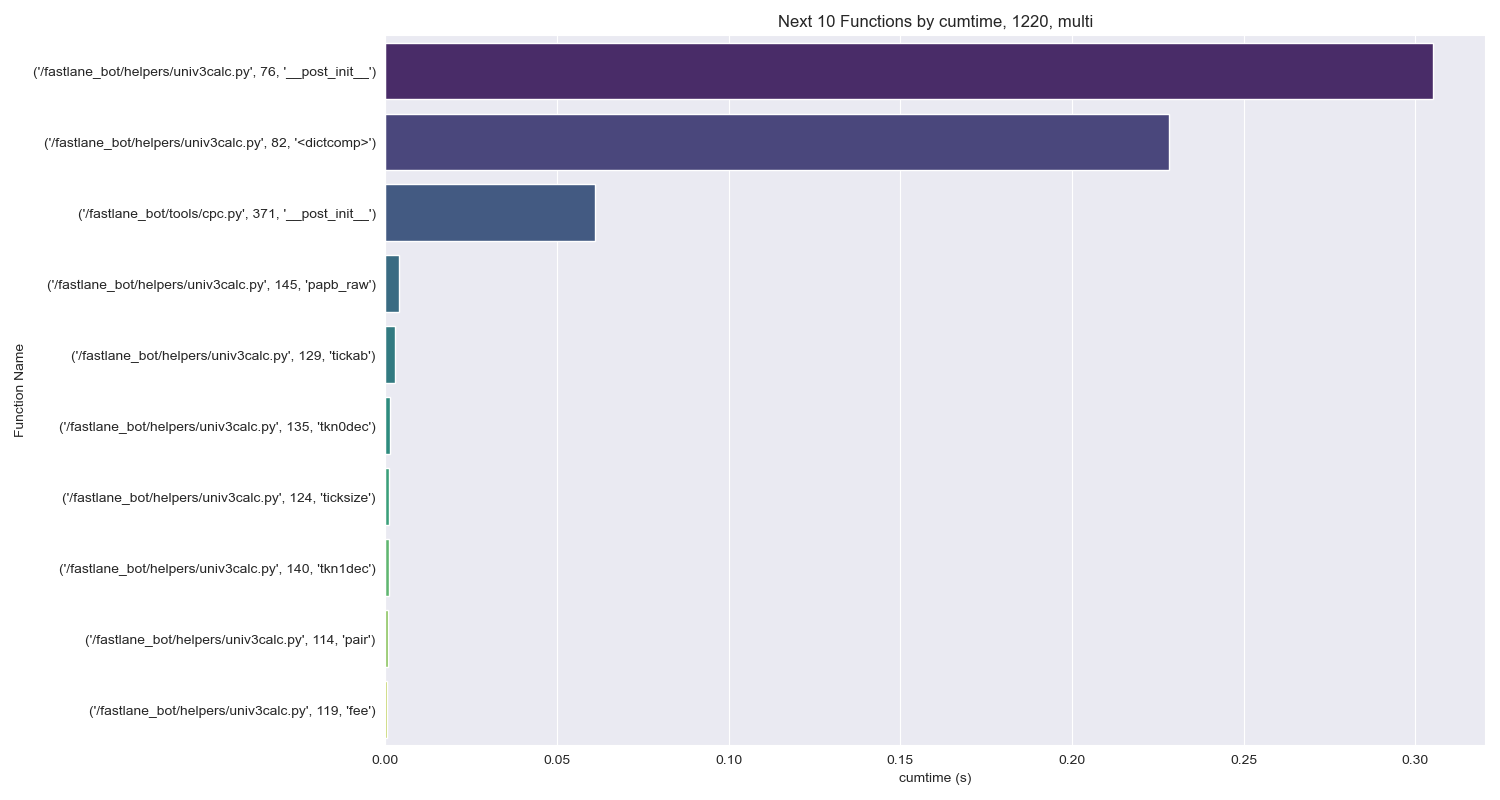 Next 10 Functions by cumtime, 1220, multi
('/fastlane_bot/helpers/univ3calc.py', 76, '__post_init__')
('/fastlane_bot/helpers/univ3calc.py', 82, '<dictcomp>')
('/fastlane_bot/tools/cpc.py', 371, '__post_init__')
('/fastlane_bot/helpers/univ3calc.py', 145, 'papb_raw')
('/fastlane_bot/helpers/univ3calc.py', 129, 'tickab')
('/fastlane_bot/helpers/univ3calc.py', 135, 'tkn0dec')
('/fastlane_bot/helpers/univ3calc.py', 124, 'ticksize')
('/fastlane_bot/helpers/univ3calc.py', 140, 'tkn1dec')
('/fastlane_bot/helpers/univ3calc.py', 114, 'pair')
('/fastlane_bot/helpers/univ3calc.py', 119, 'fee')
Function Name
0.00 0.05 0.10 0.15 0.20 0.25 0.30
cumtime (s)